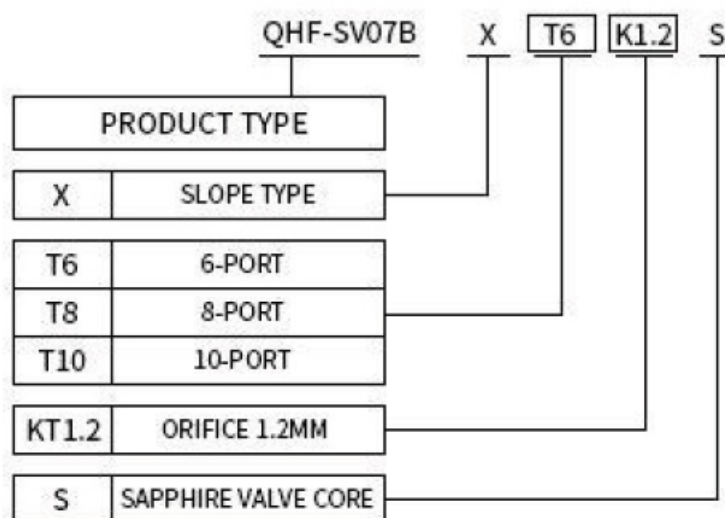 QHF-SV07B X T6 K1.2 S
PRODUCT TYPE
X SLOPE TYPE
T6 6-PORT
T8 8-PORT
T10 10-PORT
KT1.2 ORIFICE 1.2MM
S SAPPHIRE VALVE CORE